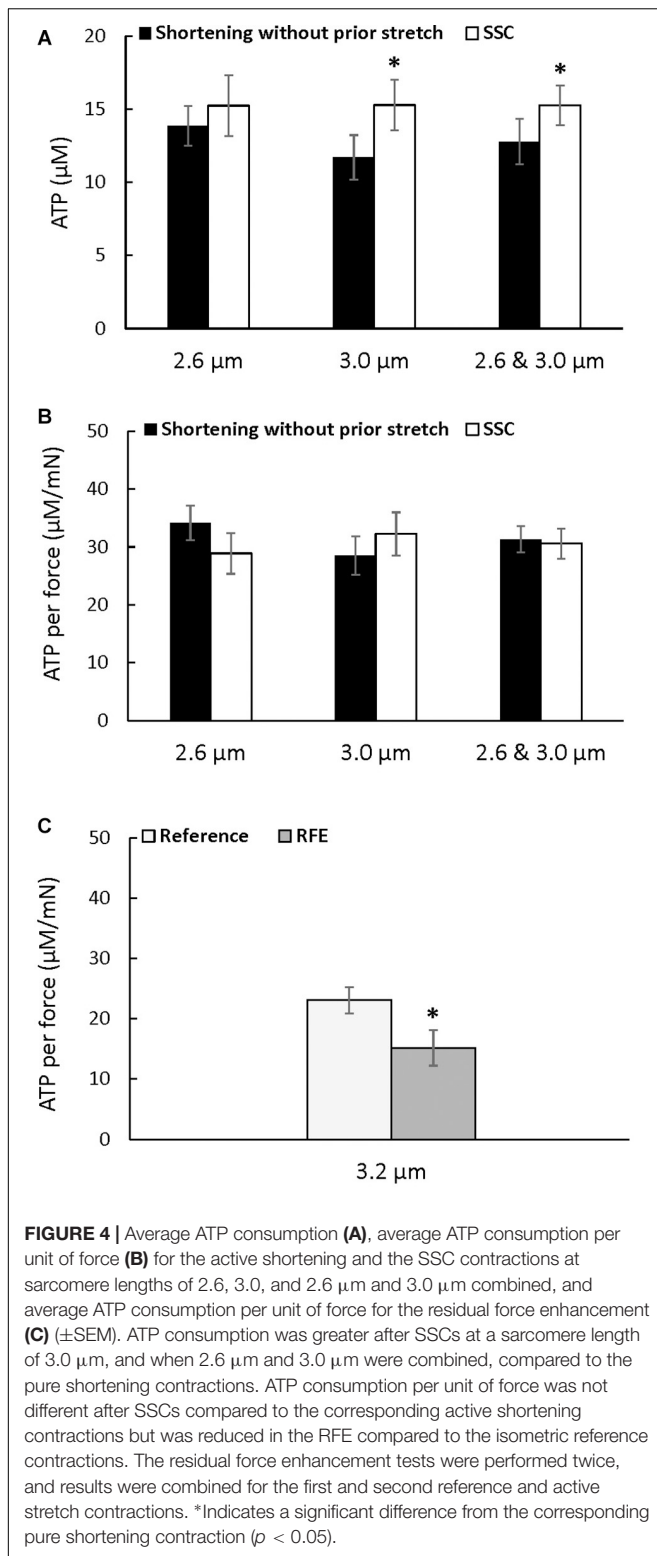 A
■ Shortening without prior stretch □ SSC
20
15
10
5
0
ATP (µM)
*
*
2.6 µm 3.0 µm 2.6 & 3.0 µm
B
■ Shortening without prior stretch □ SSC
50
40
30
20
10
0
ATP per force (µM/mN)
2.6 µm 3.0 µm 2.6 & 3.0 µm
C
Reference RFE
50
40
30
20
10
0
ATP per force (µM/mN)
*
3.2 µm
FIGURE 4 | Average ATP consumption (A), average ATP consumption per
unit of force (B) for the active shortening and the SSC contractions at
sarcomere lengths of 2.6, 3.0, and 2.6 µm and 3.0 µm combined, and
average ATP consumption per unit of force for the residual force enhancement
(C) (±SEM). ATP consumption was greater after SSCs at a sarcomere length
of 3.0 µm, and when 2.6 µm and 3.0 µm were combined, compared to the
pure shortening contractions. ATP consumption per unit of force was not
different after SSCs compared to the corresponding active shortening
contractions but was reduced in the RFE compared to the isometric reference
contractions. The residual force enhancement tests were performed twice,
and results were combined for the first and second reference and active
stretch contractions. *Indicates a significant difference from the corresponding
pure shortening contraction (p < 0.05).